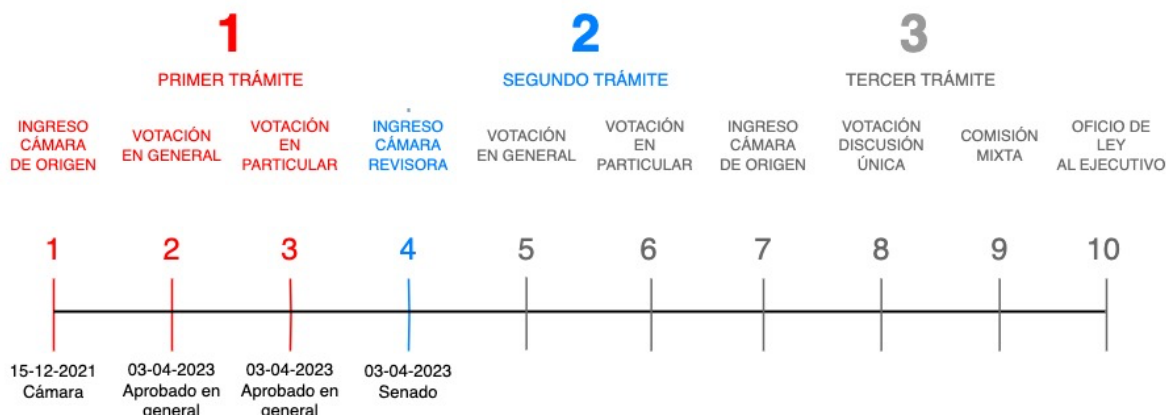 1
2
3
PRIMER TRÁMITE
SEGUNDO TRÁMITE
TERCER TRÁMITE
INGRESO
CÁMARA
DE ORIGEN
VOTACIÓN
EN GENERAL
VOTACIÓN
EN
PARTICULAR
INGRESO
CÁMARA
REVISORA
VOTACIÓN
EN GENERAL
VOTACIÓN
EN
PARTICULAR
INGRESO
CÁMARA
DE ORIGEN
VOTACIÓN
DISCUSIÓN
ÚNICA
COMISIÓN
MIXTA
OFICIO DE
LEY
AL EJECUTIVO
1
2
3
4
5
6
7
8
9
10
15-12-2021
Cámara
03-04-2023
Aprobado en
general
03-04-2023
Aprobado en
general
03-04-2023
Senado